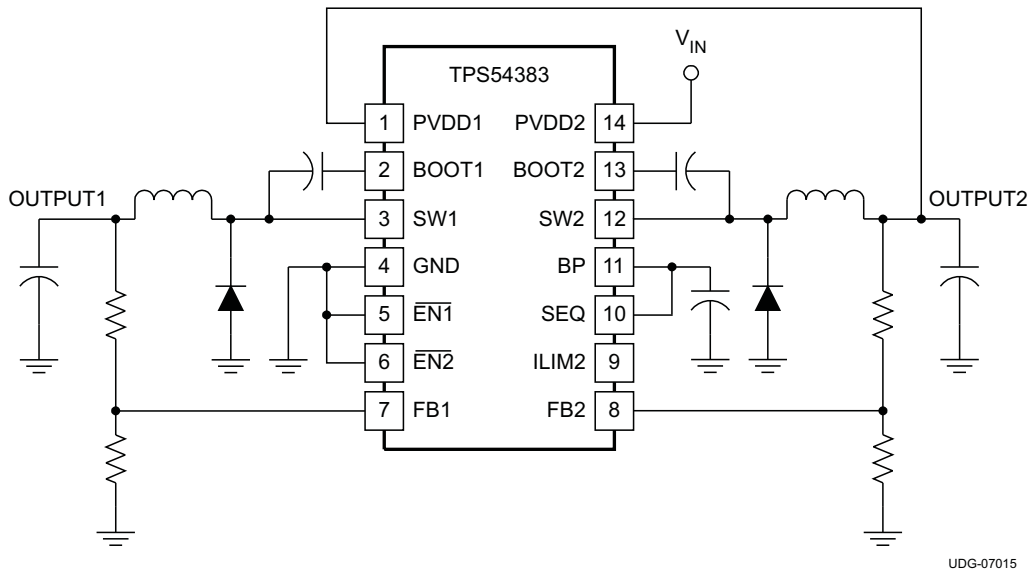 V_IN
TPS54383
1 PVDD1 PVDD2 14
2 BOOT1 BOOT2 13
OUTPUT1 3 SW1 SW2 12 OUTPUT2
4 GND BP 11
5 EN1 SEQ 10
6 EN2 ILIM2 9
7 FB1 FB2 8
UDG-07015